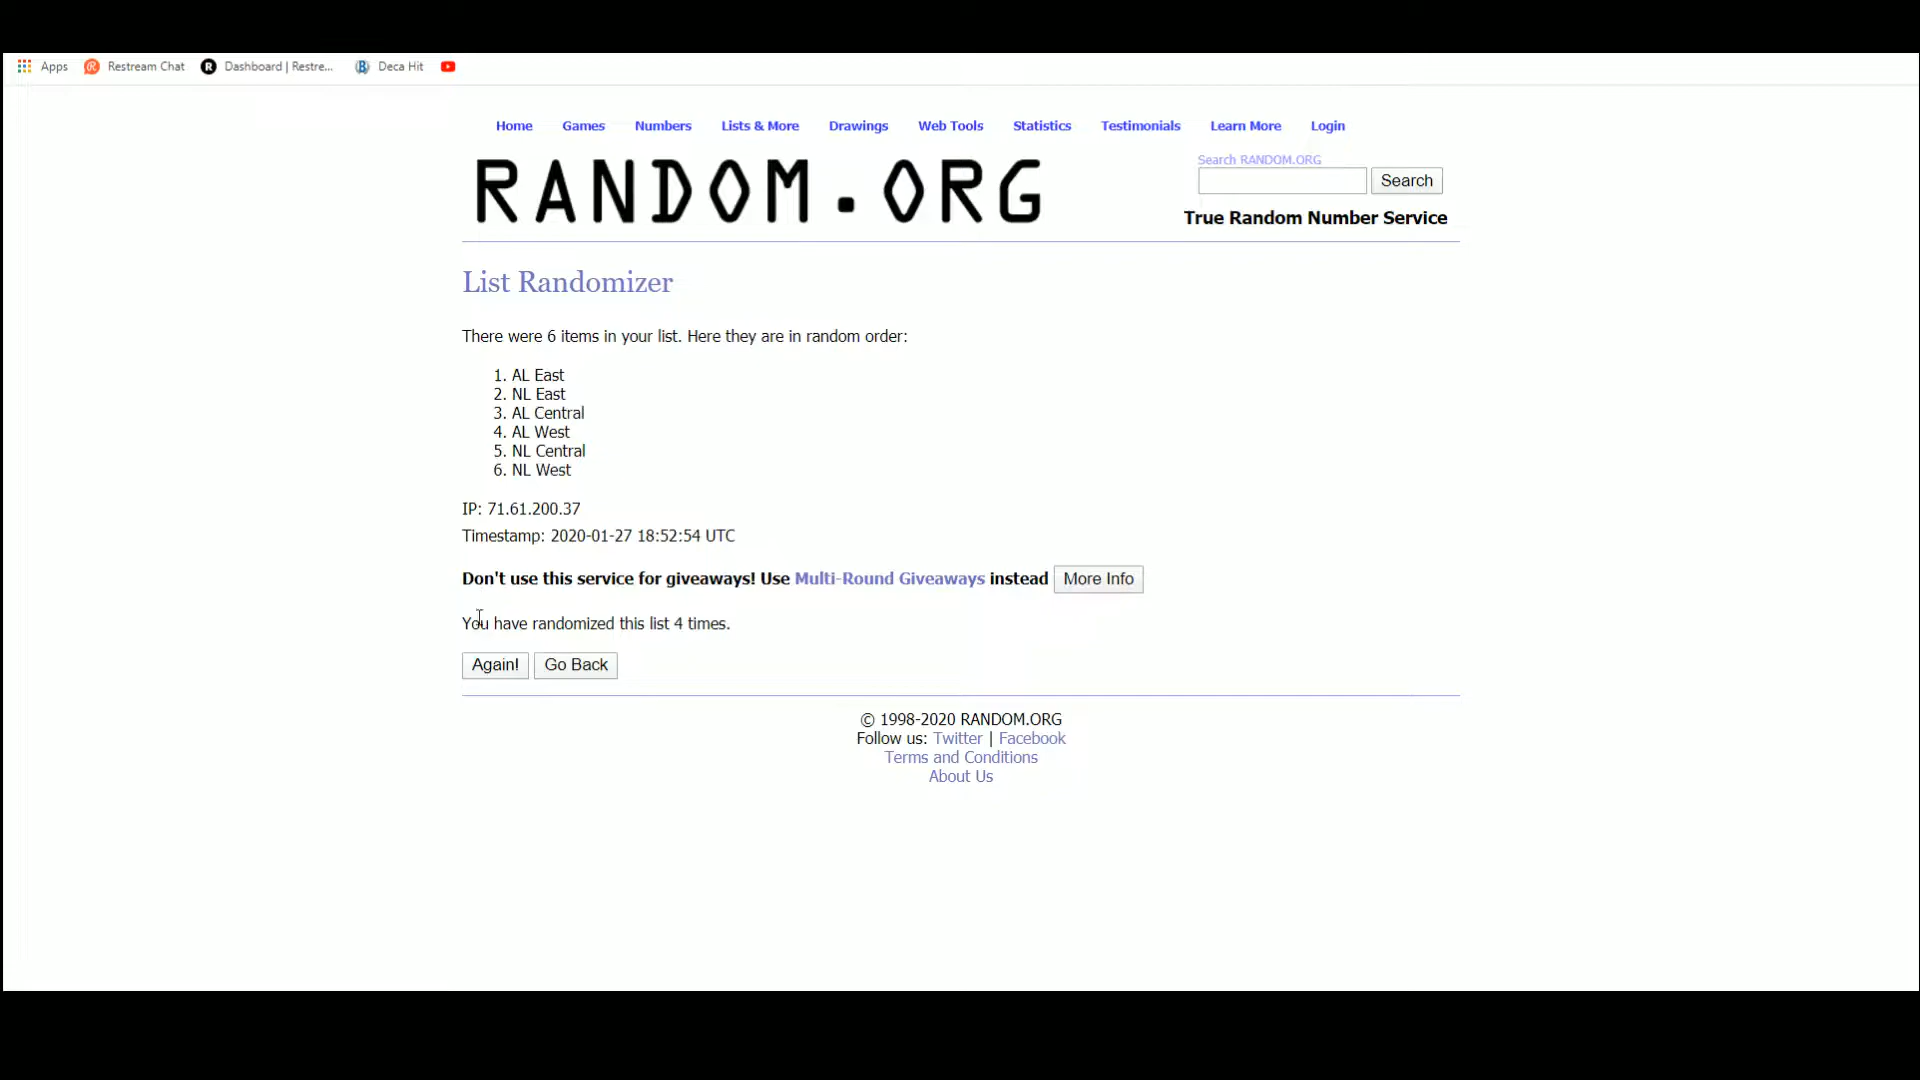 Apps Restream Chat Dashboard | Restre... Deca Hit
Home Games Numbers Lists & More Drawings Web Tools Statistics Testimonials Learn More Login
RANDOM.ORG
Search RANDOM.ORG
Search
True Random Number Service
List Randomizer
There were 6 items in your list. Here they are in random order:
1. AL East
2. NL East
3. AL Central
4. AL West
5. NL Central
6. NL West
IP: 71.61.200.37
Timestamp: 2020-01-27 18:52:54 UTC
Don't use this service for giveaways! Use Multi-Round Giveaways instead More Info
You have randomized this list 4 times.
Again! Go Back
© 1998-2020 RANDOM.ORG
Follow us: Twitter | Facebook
Terms and Conditions
About Us